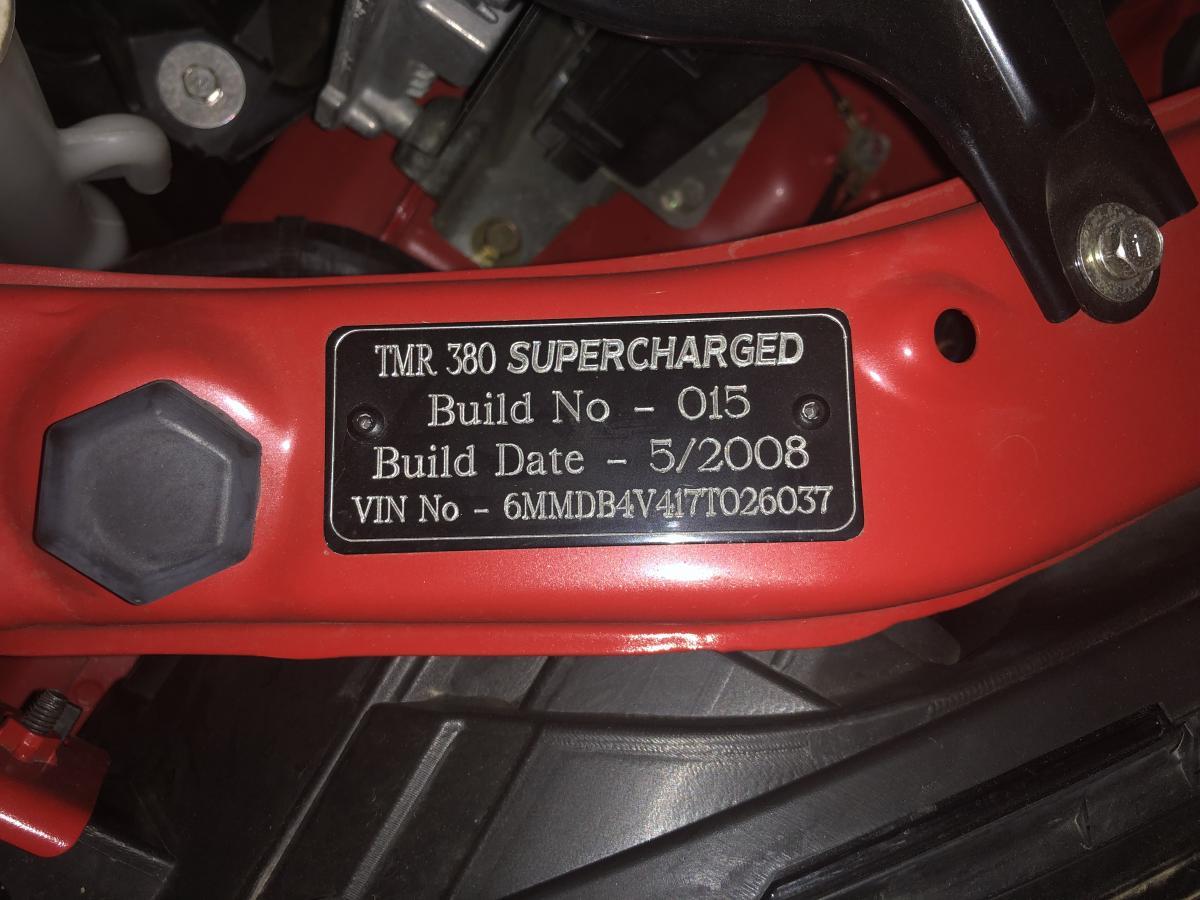 TMR 380 SUPERCHARGED
Build No - 015
Build Date - 5/2008
VIN No - 6MMDB4V417T026037